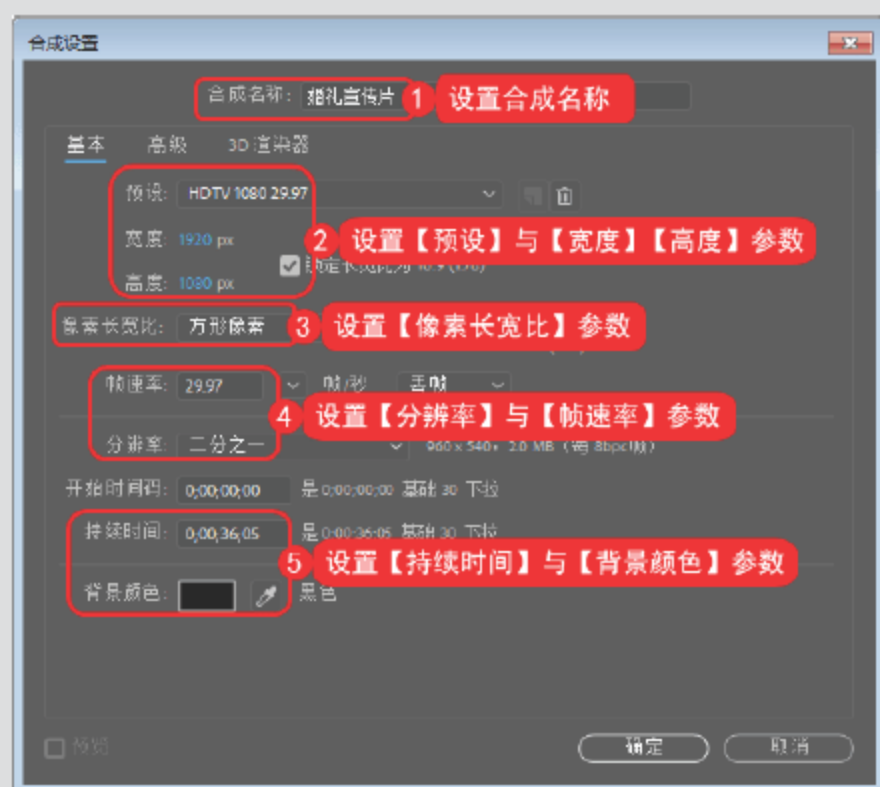 合成设置
合成名称: 婚礼宣传片 1 设置合成名称
基本 高级 3D 渲染器
预设: HDTV 1080 29.97
宽度: 1920 px
2 设置【预设】与【宽度】【高度】参数
高度: 1080 px
像素长宽比: 方形像素 3 设置【像素长宽比】参数
帧速率: 29.97 帧/秒 丢帧
4 设置【分辨率】与【帧速率】参数
分辨率: 二分之一 960 x 540, 2.0 MB (每 8bpc 帧)
开始时间码: 0;00;00;00 是 0;00;00;00 基础 30 下拉
持续时间: 0;00;36;05 是 0;00;36;05 基础 30 下拉
5 设置【持续时间】与【背景颜色】参数
背景颜色: 黑色
预览 确定 取消